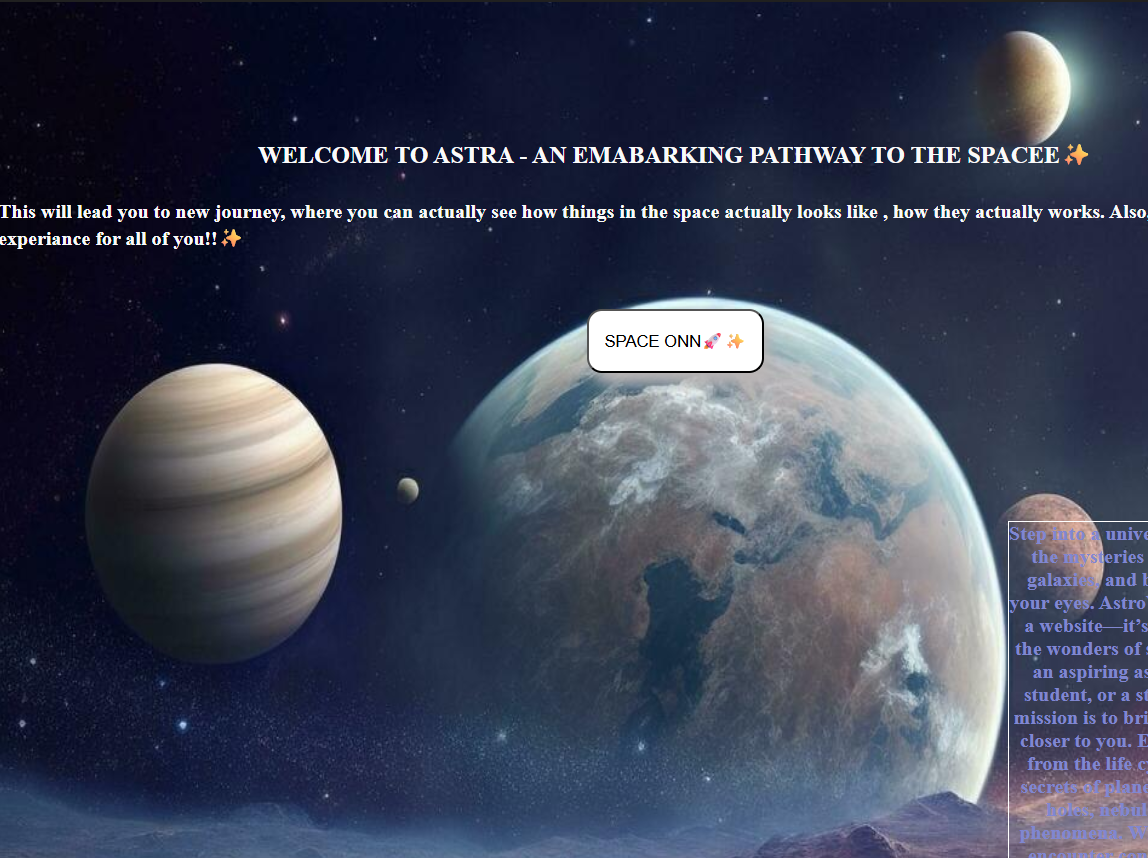 WELCOME TO ASTRA - AN EMABARKING PATHWAY TO THE SPACEE✨
This will lead you to new journey, where you can actually see how things in the space actually looks like , how they actually works. Also,
experiance for all of you!!✨
SPACE ONN🚀✨
Step into a unive
the mysteries
galaxies, and b
your eyes. Astro
a website—it’s
the wonders of s
an aspiring as
student, or a st
mission is to bri
closer to you. E
from the life c
secrets of plane
holes, nebul
phenomena. W